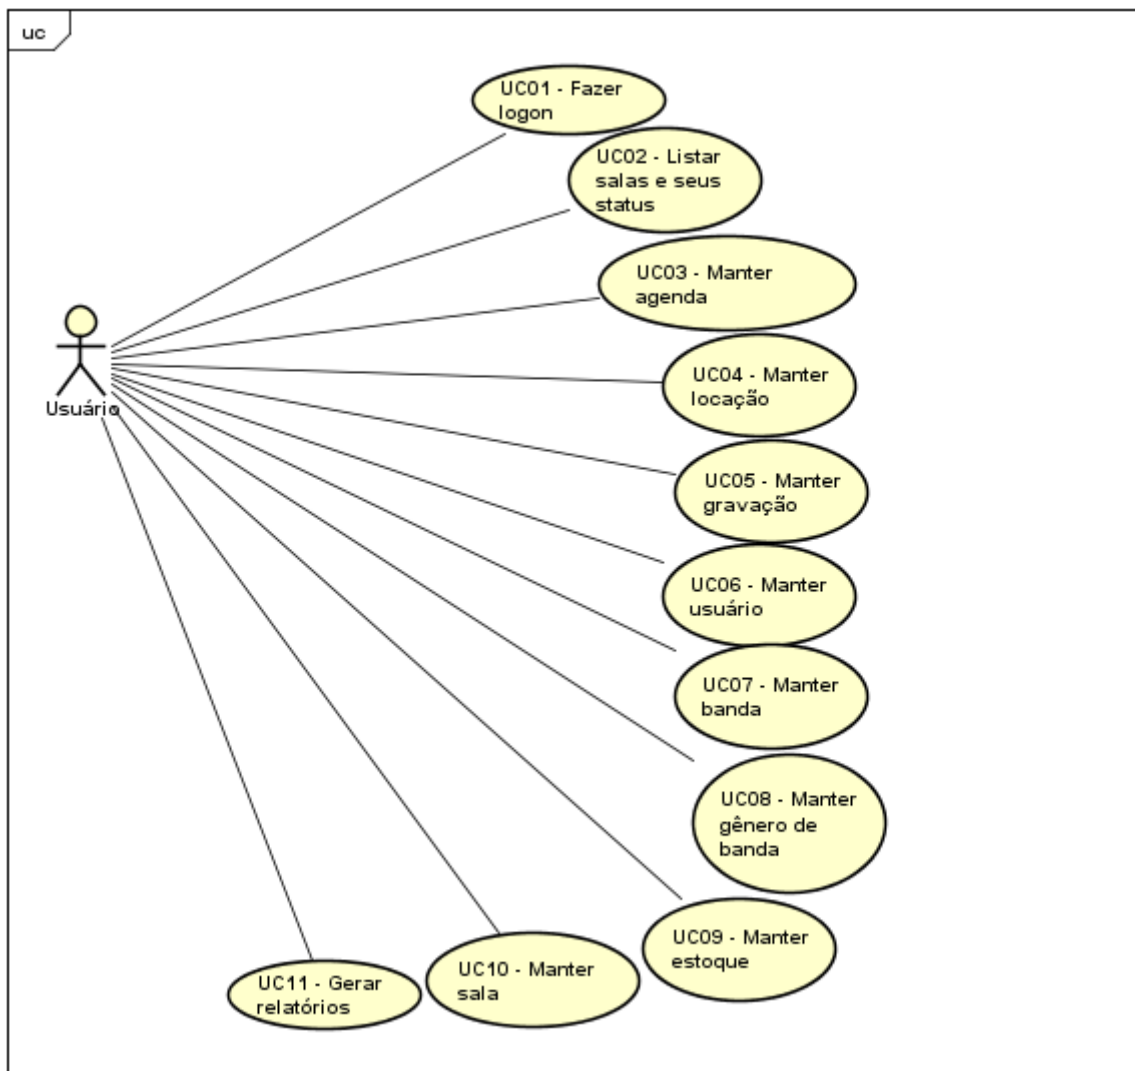 uc
UC01 - Fazer
logon
UC02 - Listar
salas e seus
status
UC03 - Manter
agenda
UC04 - Manter
locação
Usuário
UC05 - Manter
gravação
UC06 - Manter
usuário
UC07 - Manter
banda
UC08 - Manter
gênero de
banda
UC09 - Manter
estoque
UC10 - Manter
sala
UC11 - Gerar
relatórios